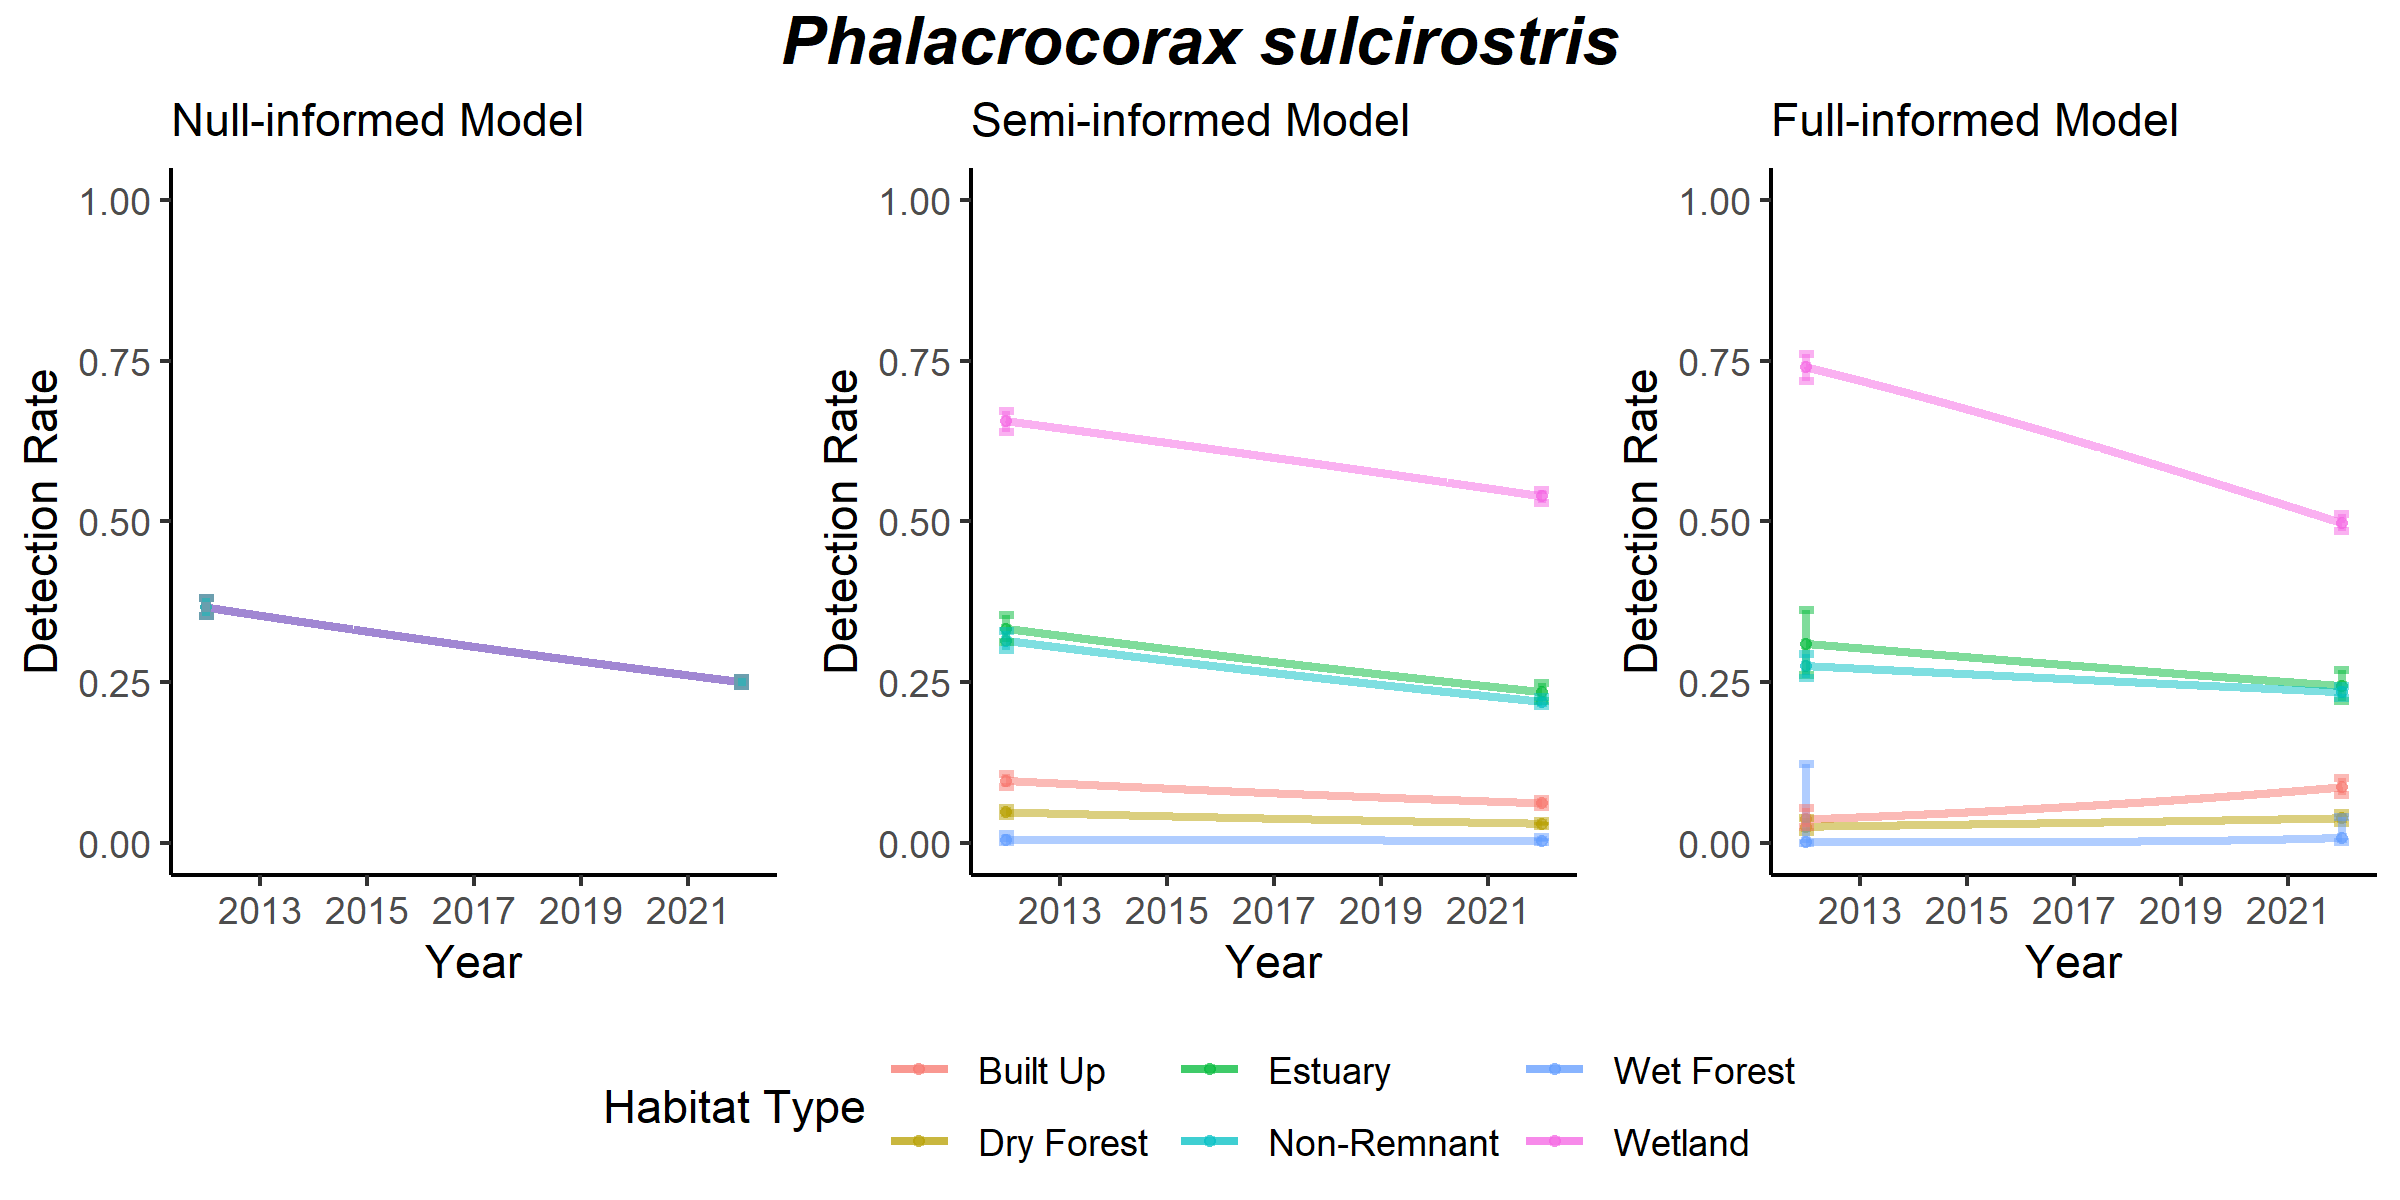 Phalacrocorax sulcirostris
Null-informed Model
Semi-informed Model
Full-informed Model
Detection Rate
1.00
0.75
0.50
0.25
0.00
2013 2015 2017 2019 2021
Year
Detection Rate
1.00
0.75
0.50
0.25
0.00
2013 2015 2017 2019 2021
Year
Detection Rate
1.00
0.75
0.50
0.25
0.00
2013 2015 2017 2019 2021
Year
Habitat Type
Built Up
Estuary
Wet Forest
Dry Forest
Non-Remnant
Wetland